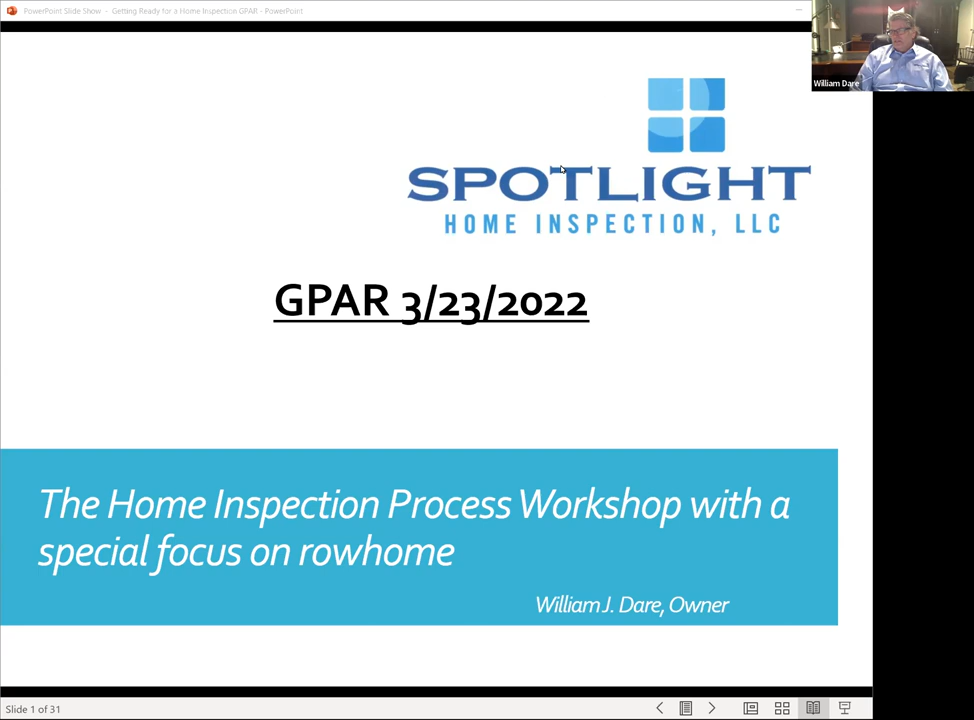 PowerPoint Slide Show - Getting Ready for a Home Inspection GPAR - PowerPoint
William Dare
SPOTLIGHT
HOME INSPECTION, LLC
GPAR 3/23/2022
The Home Inspection Process Workshop with a
special focus on rowhome
William J. Dare, Owner
Slide 1 of 31